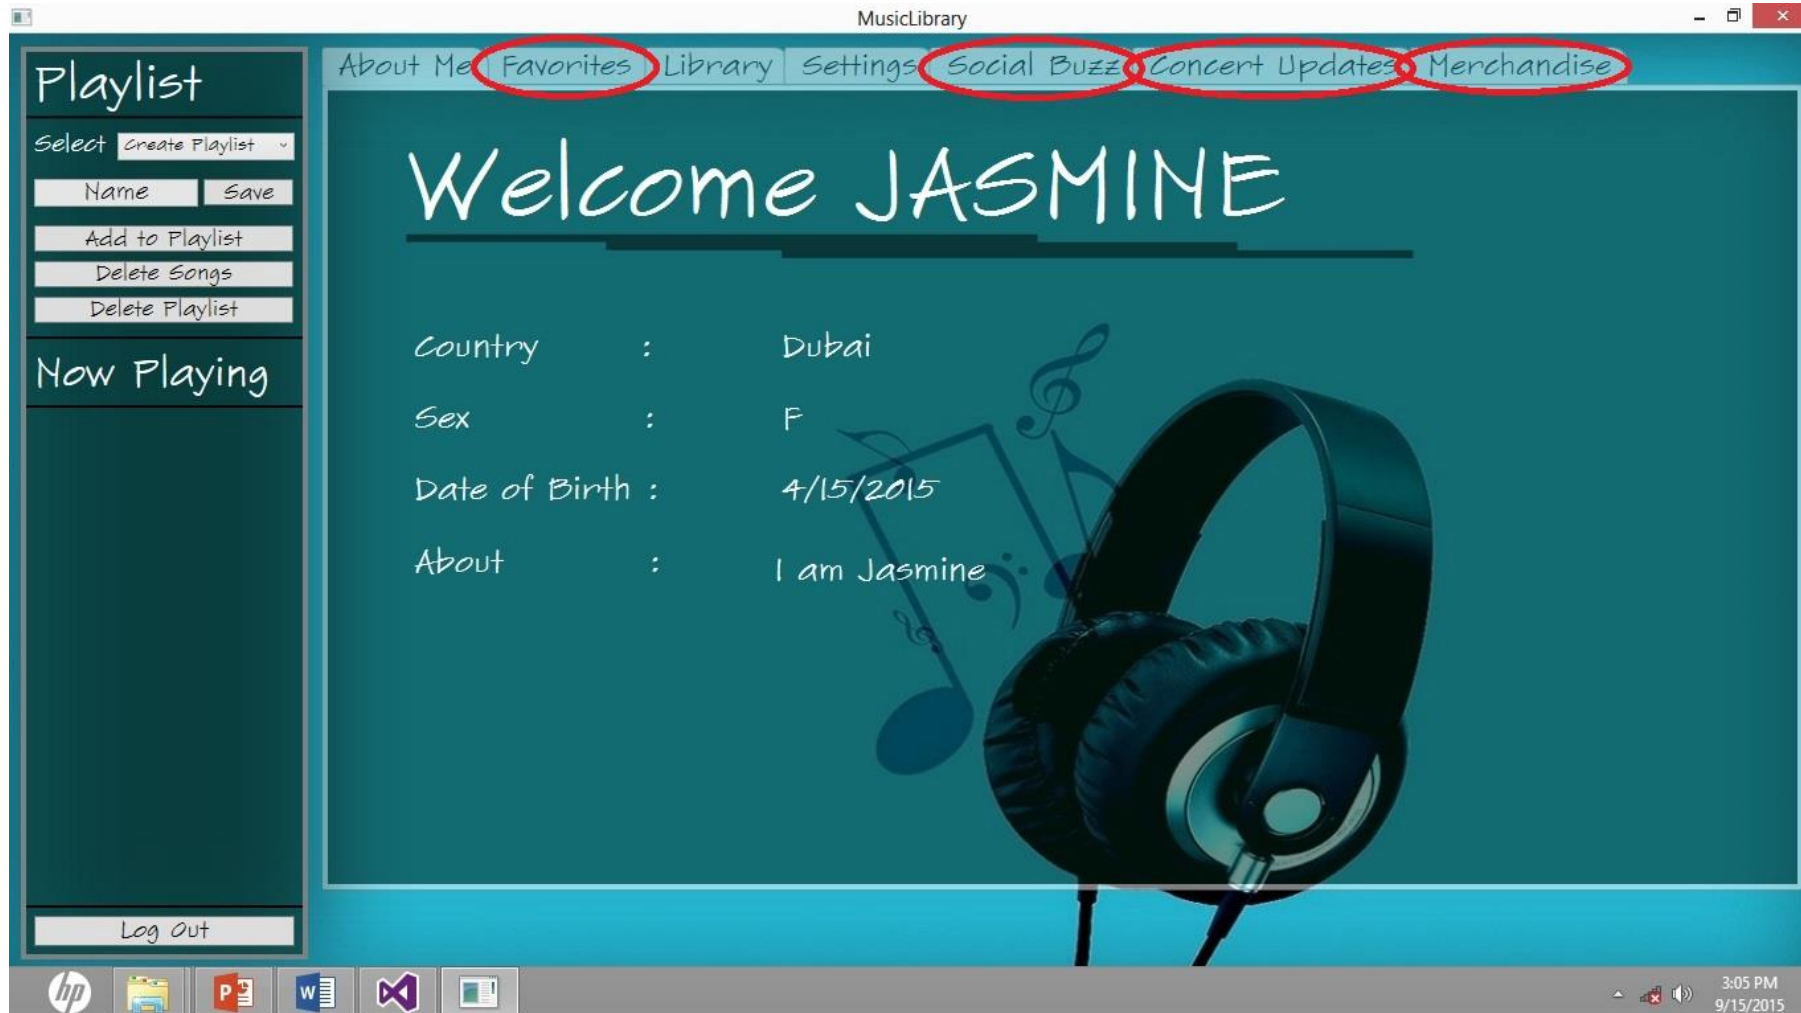 MusicLibrary
Playlist
Select Create Playlist
Name Save
Add to Playlist
Delete Songs
Delete Playlist
Now Playing
Log Out
About Me Favorites Library Settings Social Buzz Concert Updates Merchandise
Welcome JASMINE
Country : Dubai
Sex : F
Date of Birth : 4/15/2015
About : I am Jasmine
hp
P
W
3:05 PM
9/15/2015